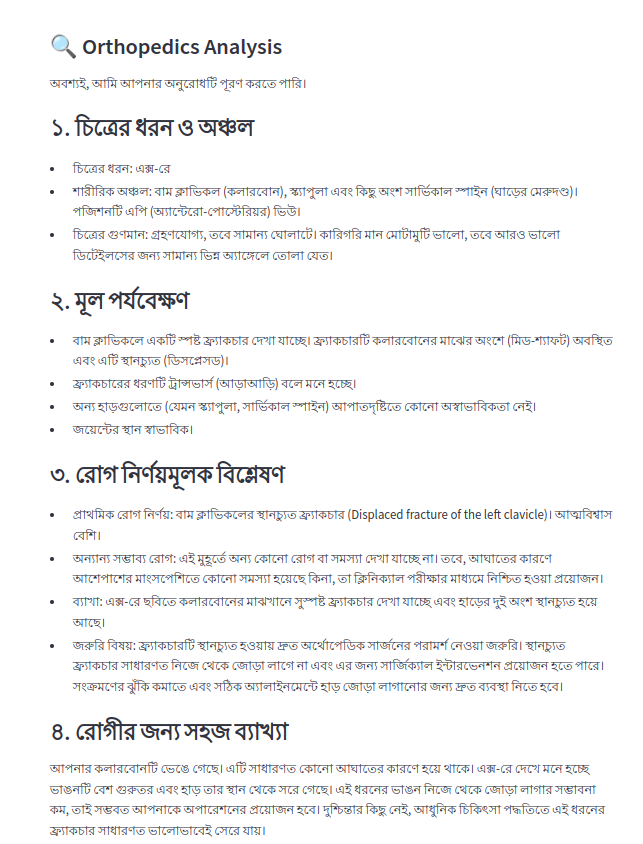 🔍 Orthopedics Analysis
অবশ্যই, আমি আপনার অনুরোধটি পূরণ করতে পারি।
১. চিত্রের ধরন ও অঞ্চল
• চিত্রের ধরন: এক্স-রে
• শারীরিক অঞ্চল: বাম ক্লাভিকল (কলারবোন), স্ক্যাপুলা এবং কিছু অংশ সার্ভিকাল স্পাইন (ঘাড়ের মেরুদণ্ড)।
পজিশনটি এপি (অ্যান্টেরো-পোস্টেরিয়র) ভিউ।
• চিত্রের গুণমান: গ্রহণযোগ্য, তবে সামান্য ঘোলাটে। কারিগরি মান মোটামুটি ভালো, তবে আরও ভালো
ডিটেইলসের জন্য সামান্য ভিন্ন অ্যাঙ্গেলে তোলা যেত।
২. মূল পর্যবেক্ষণ
• বাম ক্লাভিকলে একটি স্পষ্ট ফ্র্যাকচার দেখা যাচ্ছে। ফ্র্যাকচারটি কলারবোনের মাঝের অংশে (মিড-শ্যাফট) অবস্থিত
এবং এটি স্থানচ্যুত (ডিসপ্লেসড)।
• ফ্র্যাকচারের ধরণটি ট্রান্সভার্স (আড়াআড়ি) বলে মনে হচ্ছে।
• অন্য হাড়গুলোতে (যেমন স্ক্যাপুলা, সার্ভিকাল স্পাইন) আপাতদৃষ্টিতে কোনো অস্বাভাবিকতা নেই।
• জয়েন্টের স্থান স্বাভাবিক।
৩. রোগ নির্ণয়মূলক বিশ্লেষণ
• প্রাথমিক রোগ নির্ণয়: বাম ক্লাভিকলের স্থানচ্যুত ফ্র্যাকচার (Displaced fracture of the left clavicle)। আত্মবিশ্বাস
বেশি।
• অন্যান্য সম্ভাব্য রোগ: এই মুহূর্তে অন্য কোনো রোগ বা সমস্যা দেখা যাচ্ছে না। তবে, আঘাতের কারণে
আশেপাশের মাংসপেশিতে কোনো সমস্যা হয়েছে কিনা, তা ক্লিনিক্যাল পরীক্ষার মাধ্যমে নিশ্চিত হওয়া প্রয়োজন।
• ব্যাখ্যা: এক্স-রে ছবিতে কলারবোনের মাঝখানে সুস্পষ্ট ফ্র্যাকচার দেখা যাচ্ছে এবং হাড়ের দুই অংশ স্থানচ্যুত হয়ে
আছে।
• জরুরি বিষয়: ফ্র্যাকচারটি স্থানচ্যুত হওয়ায় দ্রুত অর্থোপেডিক সার্জনের পরামর্শ নেওয়া জরুরি। স্থানচ্যুত
ফ্র্যাকচার সাধারণত নিজে থেকে জোড়া লাগে না এবং এর জন্য সার্জিক্যাল ইন্টারভেনশন প্রয়োজন হতে পারে।
সংক্রমণের ঝুঁকি কমাতে এবং সঠিক অ্যালাইনমেন্টে হাড় জোড়া লাগানোর জন্য দ্রুত ব্যবস্থা নিতে হবে।
৪. রোগীর জন্য সহজ ব্যাখ্যা
আপনার কলারবোনটি ভেঙে গেছে। এটি সাধারণত কোনো আঘাতের কারণে হয়ে থাকে। এক্স-রে দেখে মনে হচ্ছে
ভাঙনটি বেশ গুরুতর এবং হাড় তার স্থান থেকে সরে গেছে। এই ধরনের ভাঙন নিজে থেকে জোড়া লাগার সম্ভাবনা
কম, তাই সম্ভবত আপনাকে অপারেশনের প্রয়োজন হবে। দুশ্চিন্তার কিছু নেই, আধুনিক চিকিৎসা পদ্ধতিতে এই ধরনের
ফ্র্যাকচার সাধারণত ভালোভাবেই সেরে যায়।